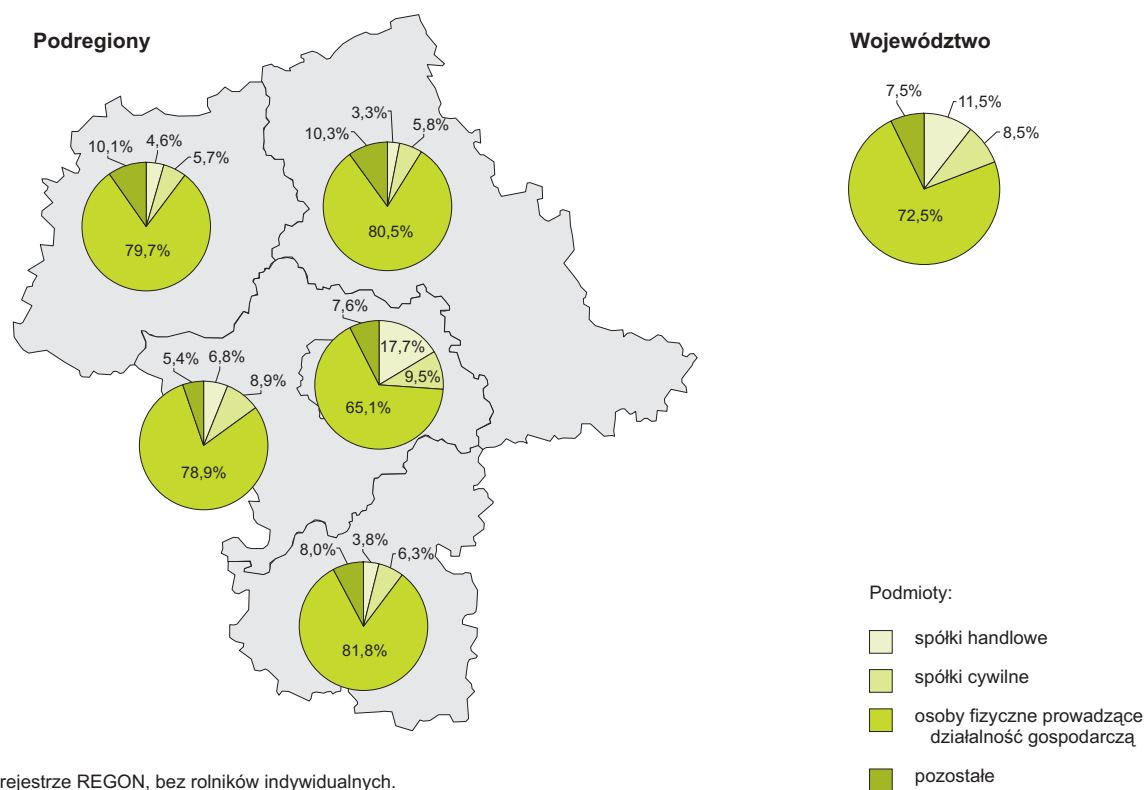 Podregiony
Województwo
7,5%
11,5%
8,5%
72,5%
3,3%
5,8%
10,3%
80,5%
10,1%
4,6%
5,7%
79,7%
7,6%
17,7%
9,5%
65,1%
5,4%
6,8%
8,9%
78,9%
8,0%
3,8%
6,3%
81,8%
Podmioty:
spółki handlowe
spółki cywilne
osoby fizyczne prowadzące
działalność gospodarczą
pozostałe
rejestrze REGON, bez rolników indywidualnych.